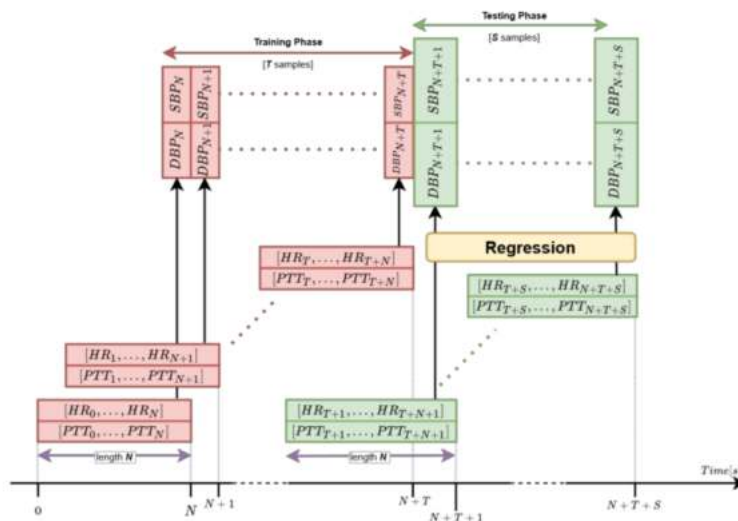 Training Phase
[T samples]
Testing Phase
[S samples]
SBP_N
SBP_{N+1}
SBP_{N+T}
SBP_{N+T+1}
SBP_{N+T+S}
DBP_N
DBP_{N+1}
DBP_{N+T}
DBP_{N+T+1}
DBP_{N+T+S}
Regression
[HR_T, ..., HR_{T+N}]
[PTT_T, ..., PTT_{T+N}]
[HR_{T+S}, ..., HR_{N+T+S}]
[PTT_{T+S}, ..., PTT_{N+T+S}]
[HR_1, ..., HR_{N+1}]
[PTT_1, ..., PTT_{N+1}]
[HR_0, ..., HR_N]
[PTT_0, ..., PTT_N]
[HR_{T+1}, ..., HR_{T+N+1}]
[PTT_{T+1}, ..., PTT_{T+N+1}]
length N
length N
Time[s
0
N
N+1
N+T
N+T+1
N+T+S